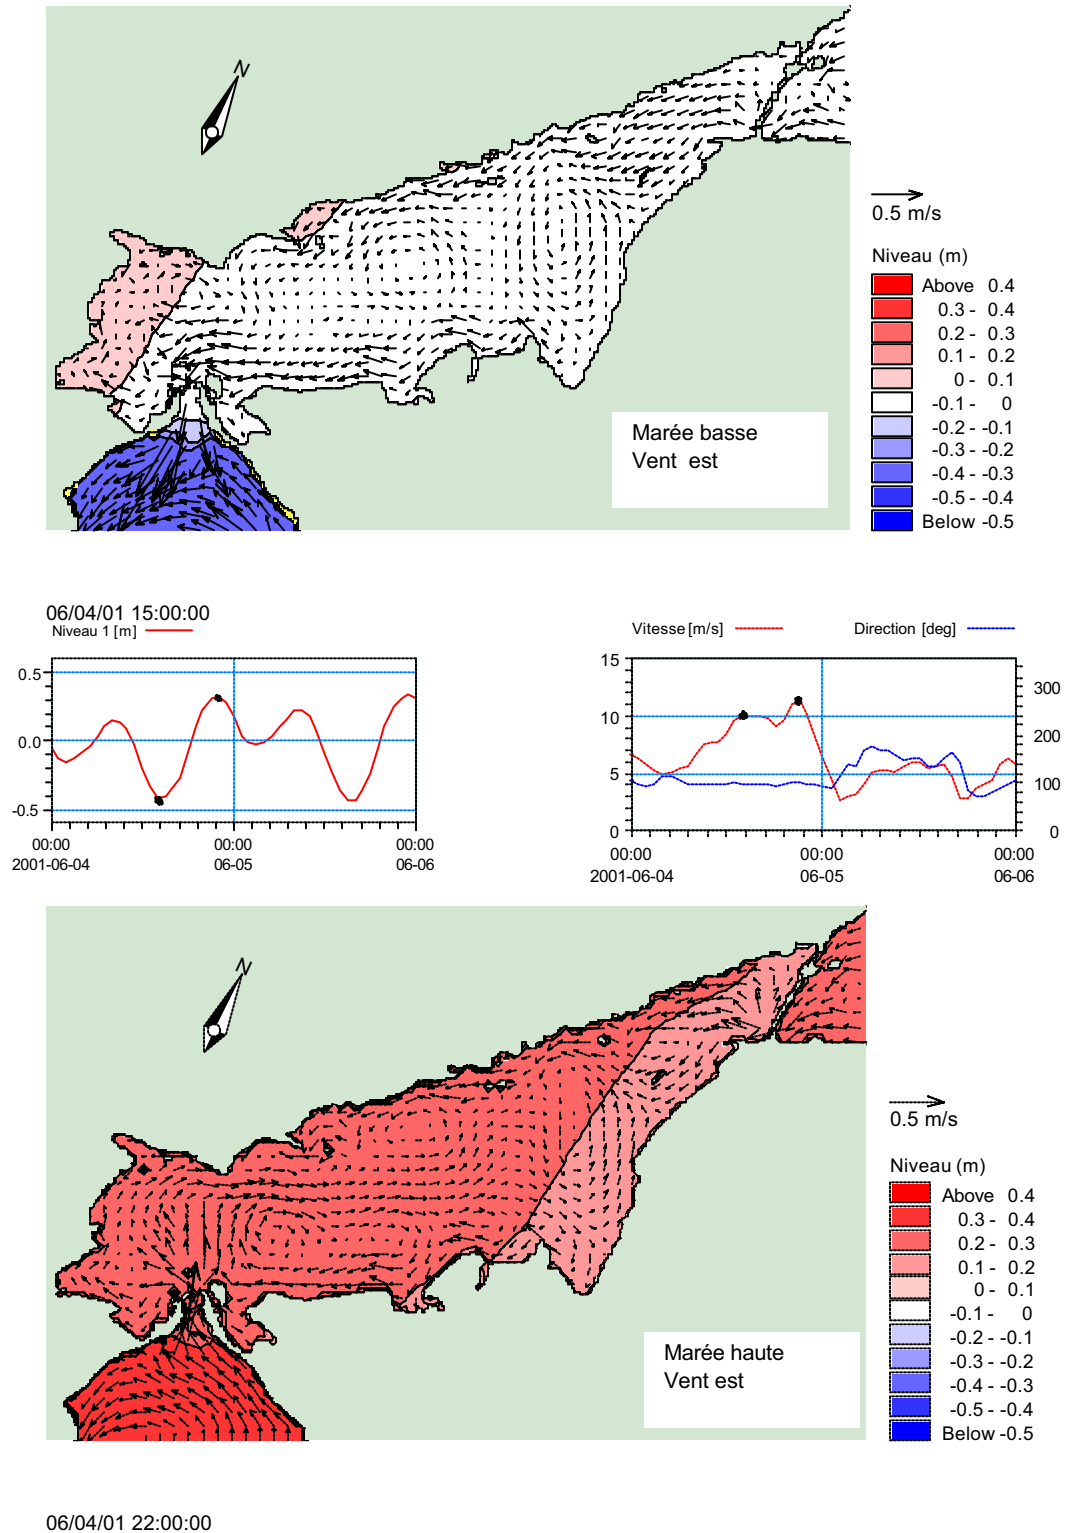 N
0.5 m/s
Niveau (m)
Above 0.4
0.3 - 0.4
0.2 - 0.3
0.1 - 0.2
0 - 0.1
-0.1 - 0
-0.2 - -0.1
-0.3 - -0.2
-0.4 - -0.3
-0.5 - -0.4
Below -0.5
Marée basse
Vent est
06/04/01 15:00:00
Niveau 1 [m]
0.5
0.0
-0.5
00:00 00:00 00:00
2001-06-04 06-05 06-06
Vitesse [m/s] Direction [deg]
15
10
5
0
300
200
100
0
00:00 00:00 00:00
2001-06-04 06-05 06-06
N
0.5 m/s
Niveau (m)
Above 0.4
0.3 - 0.4
0.2 - 0.3
0.1 - 0.2
0 - 0.1
-0.1 - 0
-0.2 - -0.1
-0.3 - -0.2
-0.4 - -0.3
-0.5 - -0.4
Below -0.5
Marée haute
Vent est
06/04/01 22:00:00